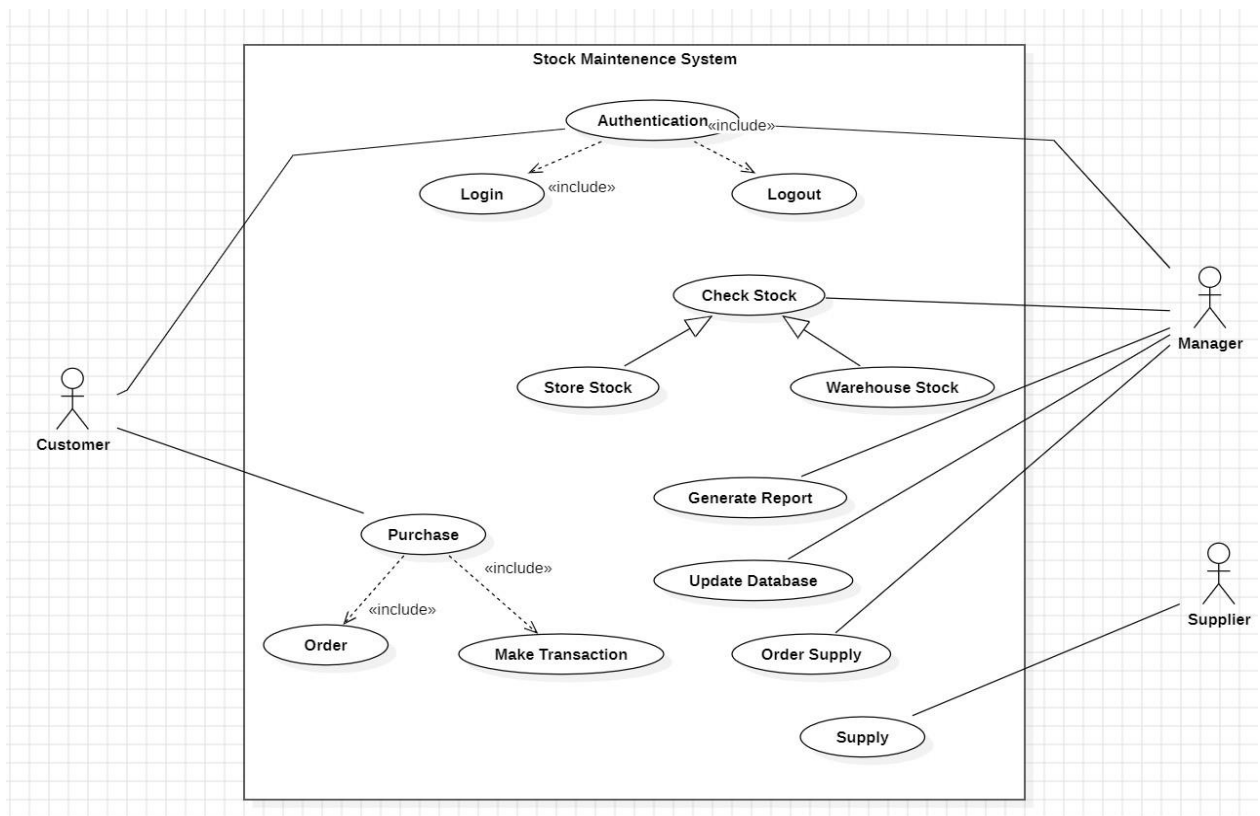 Stock Maintenence System
Authentication
«include»
Login
«include»
Logout
Check Stock
Manager
Store Stock
Warehouse Stock
Customer
Generate Report
Purchase
«include»
Update Database
«include»
Supplier
Order
Make Transaction
Order Supply
Supply